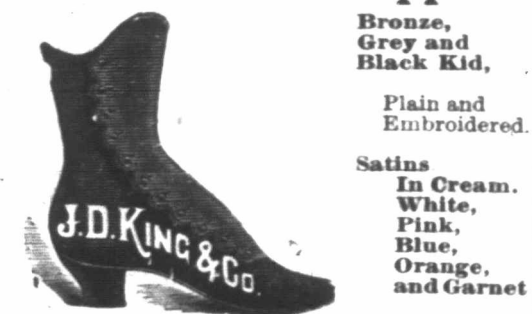 Bronze,
Grey and
Black Kid,
Plain and
Embroidered.
Satins
In Cream.
White,
Pink,
Blue,
Orange,
and Garnet
J.D. KING & Co.